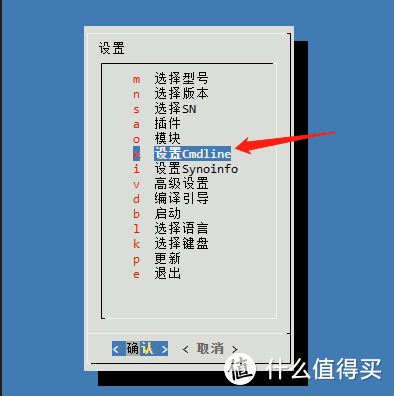 设置
m 选择型号
n 选择版本
s 选择SN
a 插件
o 模块
x 设置Cmdline
i 设置Synoinfo
v 高级设置
d 编译引导
b 启动
l 选择语言
k 选择键盘
p 更新
e 退出
< 确认 > < 取消 >
值 什么值得买